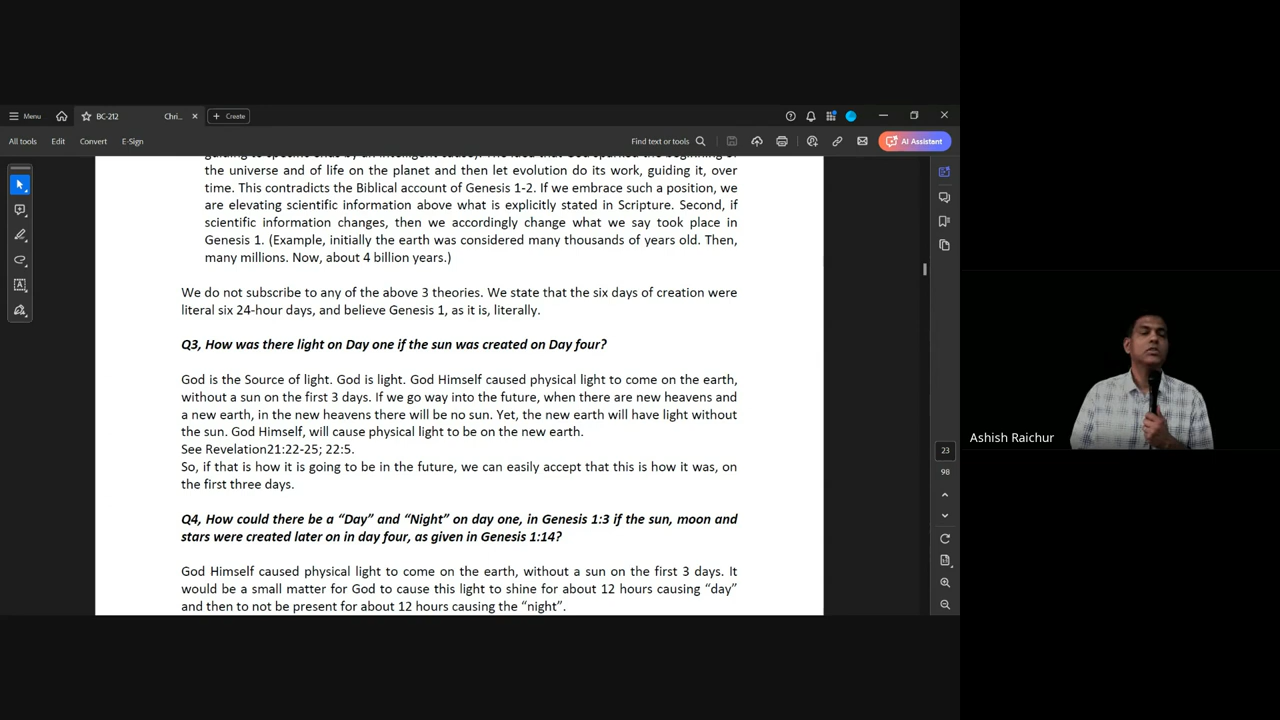 Menu
BC-212
Chri...
Create
All tools
Edit
Convert
E-Sign
Find text or tools
AI Assistant
the universe and of life on the planet and then let evolution do its work, guiding it, over
time. This contradicts the Biblical account of Genesis 1-2. If we embrace such a position, we
are elevating scientific information above what is explicitly stated in Scripture. Second, if
scientific information changes, then we accordingly change what we say took place in
Genesis 1. (Example, initially the earth was considered many thousands of years old. Then,
many millions. Now, about 4 billion years.)
We do not subscribe to any of the above 3 theories. We state that the six days of creation were
literal six 24-hour days, and believe Genesis 1, as it is, literally.
Q3, How was there light on Day one if the sun was created on Day four?
God is the Source of light. God is light. God Himself caused physical light to come on the earth,
without a sun on the first 3 days. If we go way into the future, when there are new heavens and
a new earth, in the new heavens there will be no sun. Yet, the new earth will have light without
the sun. God Himself, will cause physical light to be on the new earth.
See Revelation21:22-25; 22:5.
So, if that is how it is going to be in the future, we can easily accept that this is how it was, on
the first three days.
Q4, How could there be a “Day” and “Night” on day one, in Genesis 1:3 if the sun, moon and
stars were created later on in day four, as given in Genesis 1:14?
God Himself caused physical light to come on the earth, without a sun on the first 3 days. It
would be a small matter for God to cause this light to shine for about 12 hours causing “day”
and then to not be present for about 12 hours causing the “night”.
23
98
Ashish Raichur